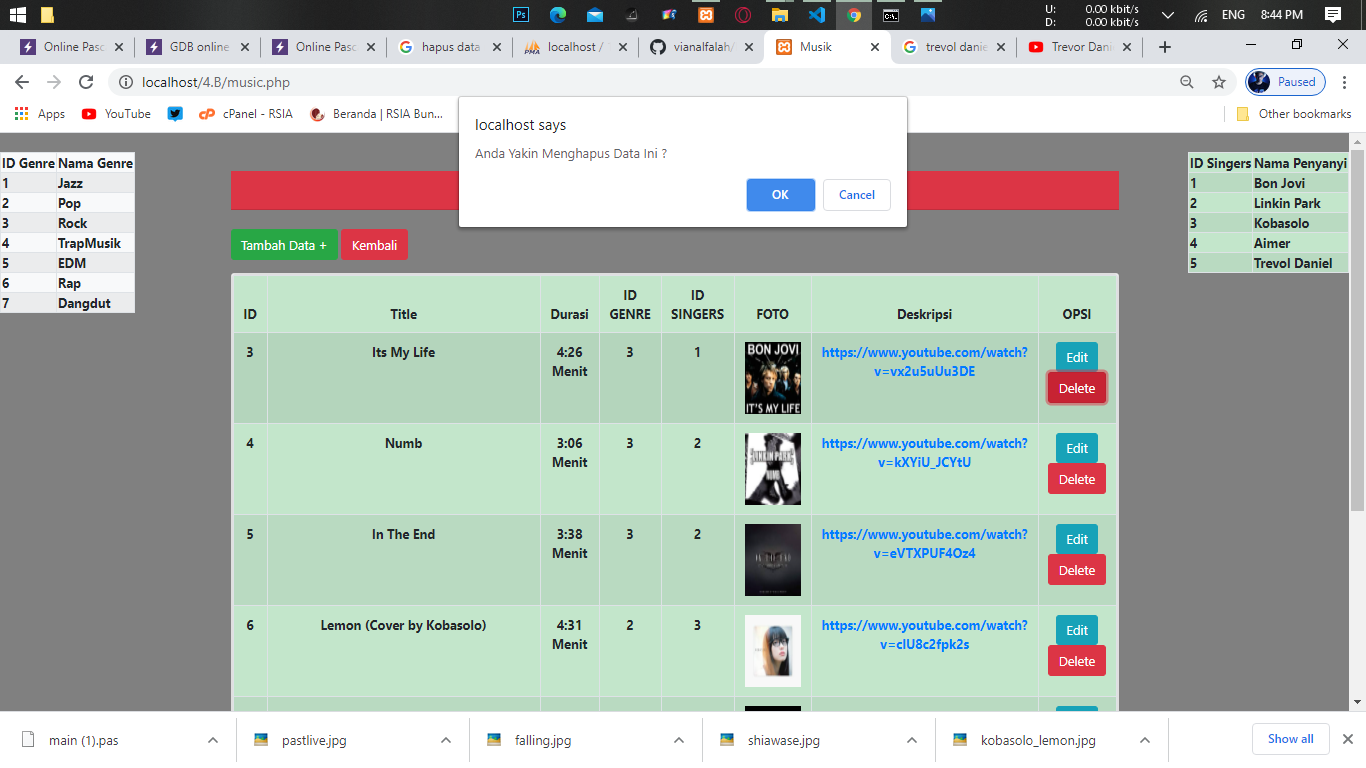 U: 0.00 kbit/s
D: 0.00 kbit/s
ENG 8:44 PM
Online Pasc
GDB online
Online Pasc
hapus data
localhost /
vianalfalah/
Musik
trevol danie
Trevor Dani
localhost/4.B/music.php
Paused
Apps
YouTube
cPanel - RSIA
Beranda | RSIA Bun...
Other bookmarks
localhost says
Anda Yakin Menghapus Data Ini ?
OK Cancel
ID Genre Nama Genre
1 Jazz
2 Pop
3 Rock
4 TrapMusik
5 EDM
6 Rap
7 Dangdut
Tambah Data + Kembali
ID Singers Nama Penyanyi
1 Bon Jovi
2 Linkin Park
3 Kobasolo
4 Aimer
5 Trevol Daniel
ID Title Durasi ID GENRE ID SINGERS FOTO Deskripsi OPSI
3 Its My Life 4:26 Menit 3 1
BON JOVI
IT'S MY LIFE
https://www.youtube.com/watch?
v=vx2u5uUu3DE
Edit
Delete
4 Numb 3:06 Menit 3 2
https://www.youtube.com/watch?
v=kXYiU_JCYtU
Edit
Delete
5 In The End 3:38 Menit 3 2
https://www.youtube.com/watch?
v=eVTXPUF4Oz4
Edit
Delete
6 Lemon (Cover by Kobasolo) 4:31 Menit 2 3
https://www.youtube.com/watch?
v=clU8c2fpk2s
Edit
Delete
main (1).pas
pastlive.jpg
falling.jpg
shiawase.jpg
kobasolo_lemon.jpg
Show all